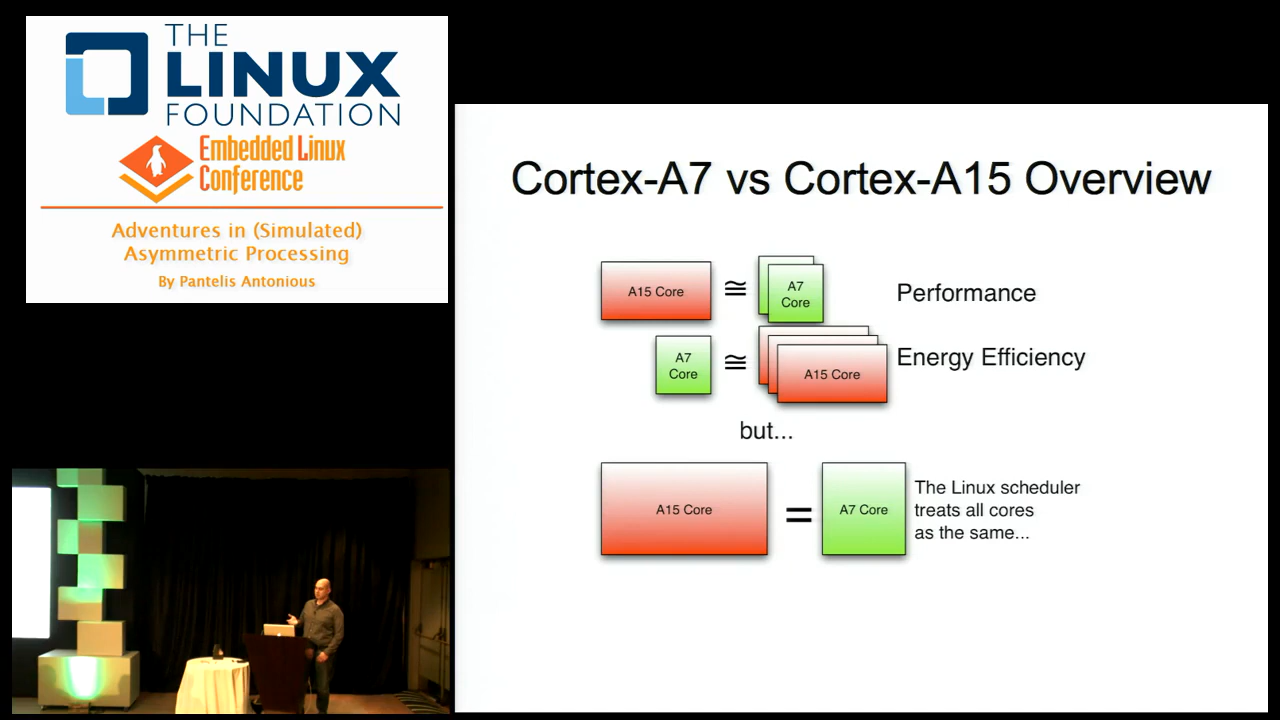 THE
LINUX
FOUNDATION
Embedded Linux
Conference
Adventures in (Simulated)
Asymmetric Processing
By Pantelis Antonious
Cortex-A7 vs Cortex-A15 Overview
A15 Core
≅
A7
Core
Performance
A7
Core
≅
A15 Core
Energy Efficiency
but...
A15 Core
=
A7 Core
The Linux scheduler
treats all cores
as the same...